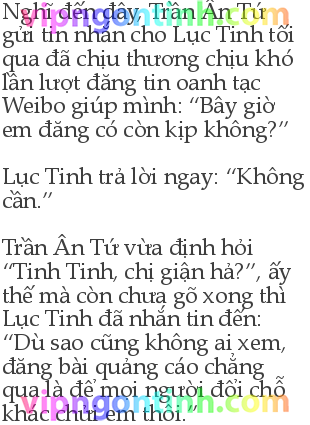 Nghĩ đến đây, Trần Ân Tứ
gửi tin nhắn cho Lục Tinh tối
qua đã chịu thương chịu khó
lần lượt đăng tin oanh tạc
Weibo giúp mình: “Bây giờ
em đăng có còn kịp không?”
Lục Tinh trả lời ngay: “Không
cần.”
Trần Ân Tứ vừa định hỏi
“Tinh Tinh, chị giận hả?”, ấy
thế mà còn chưa gõ xong thì
Lục Tinh đã nhắn tin đến:
“Dù sao cũng không ai xem,
đăng bài quảng cáo chẳng
qua là để mọi người đổi chỗ
khác chửi em thôi.”
vipngontinh.com
vipngontinh.com